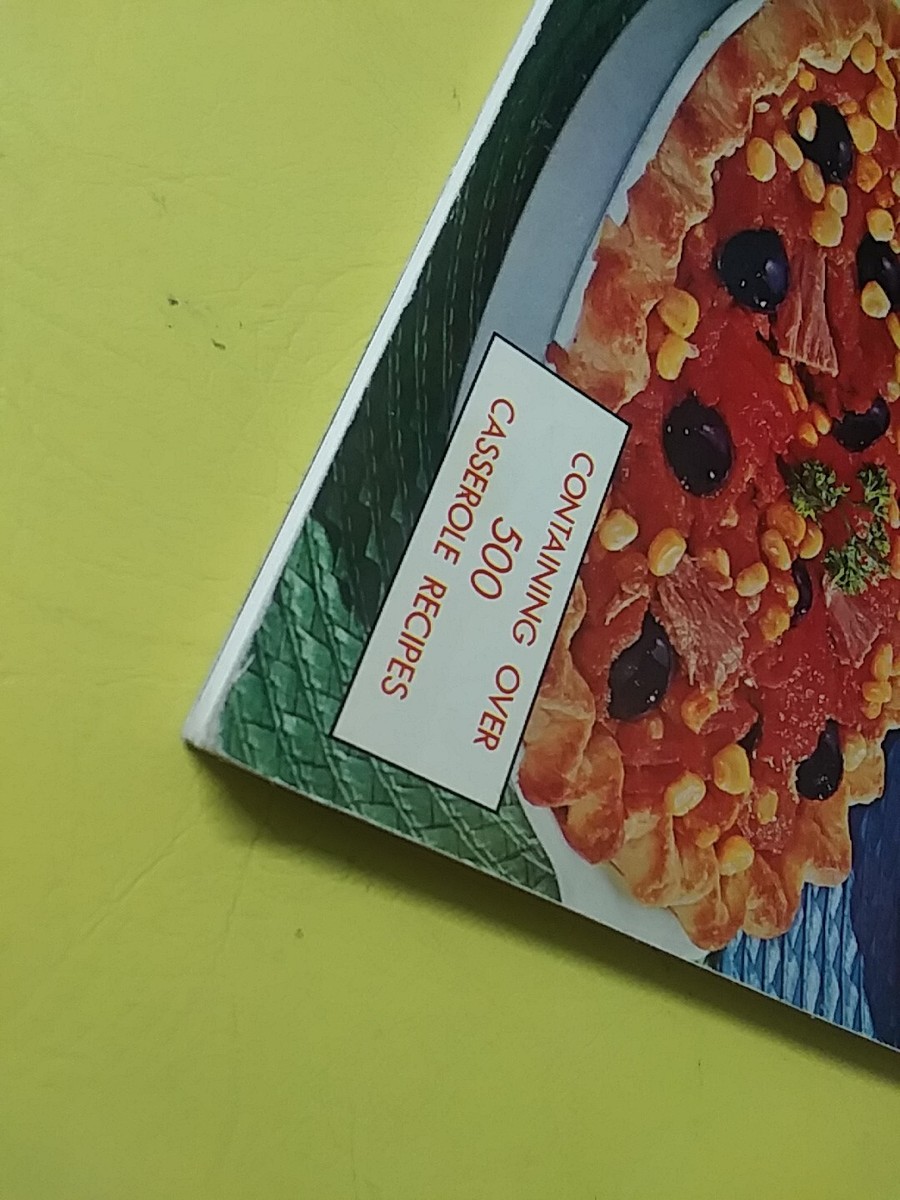 CONTAINING OVER
500
CASSEROLE RECIPES